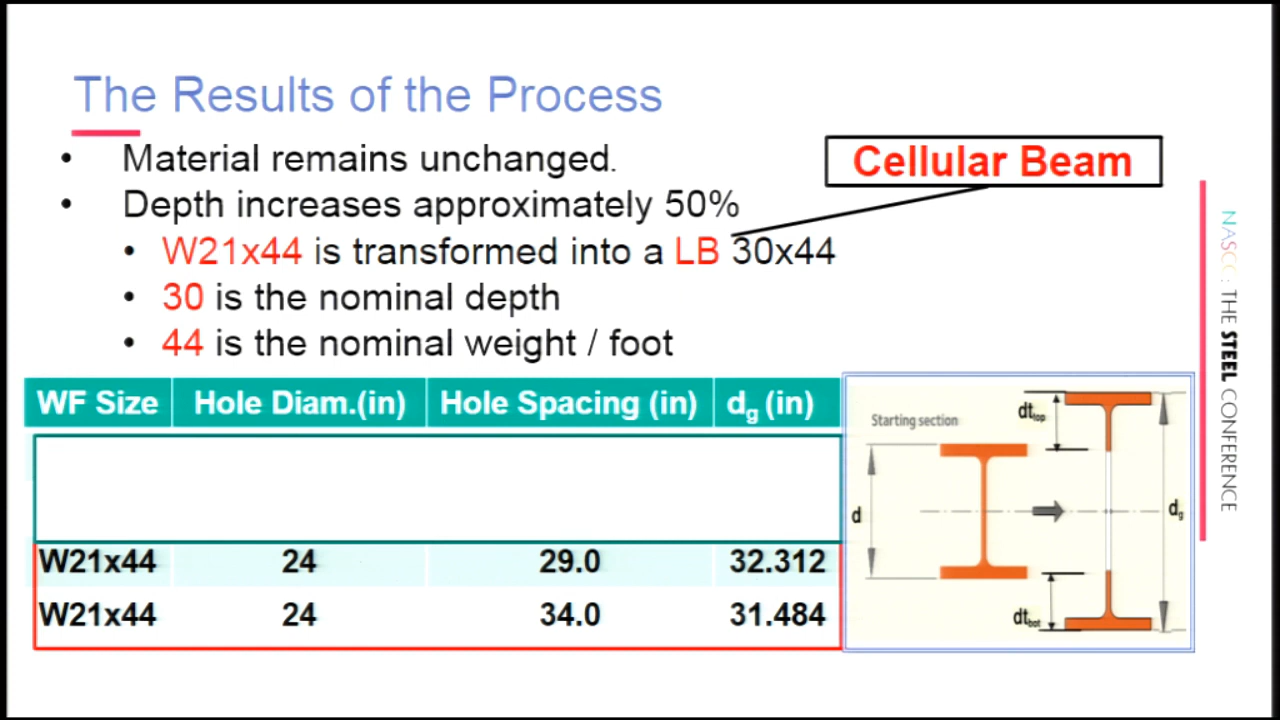 The Results of the Process
• Material remains unchanged.
• Depth increases approximately 50%
• W21x44 is transformed into a LB 30x44
• 30 is the nominal depth
• 44 is the nominal weight / foot
Cellular Beam
WF Size Hole Diam.(in) Hole Spacing (in) dg (in)
W21x44 24 29.0 32.312
W21x44 24 34.0 31.484
Starting section
d
dttop
dtbot
dg
NASCC : THE STEEL CONFERENCE